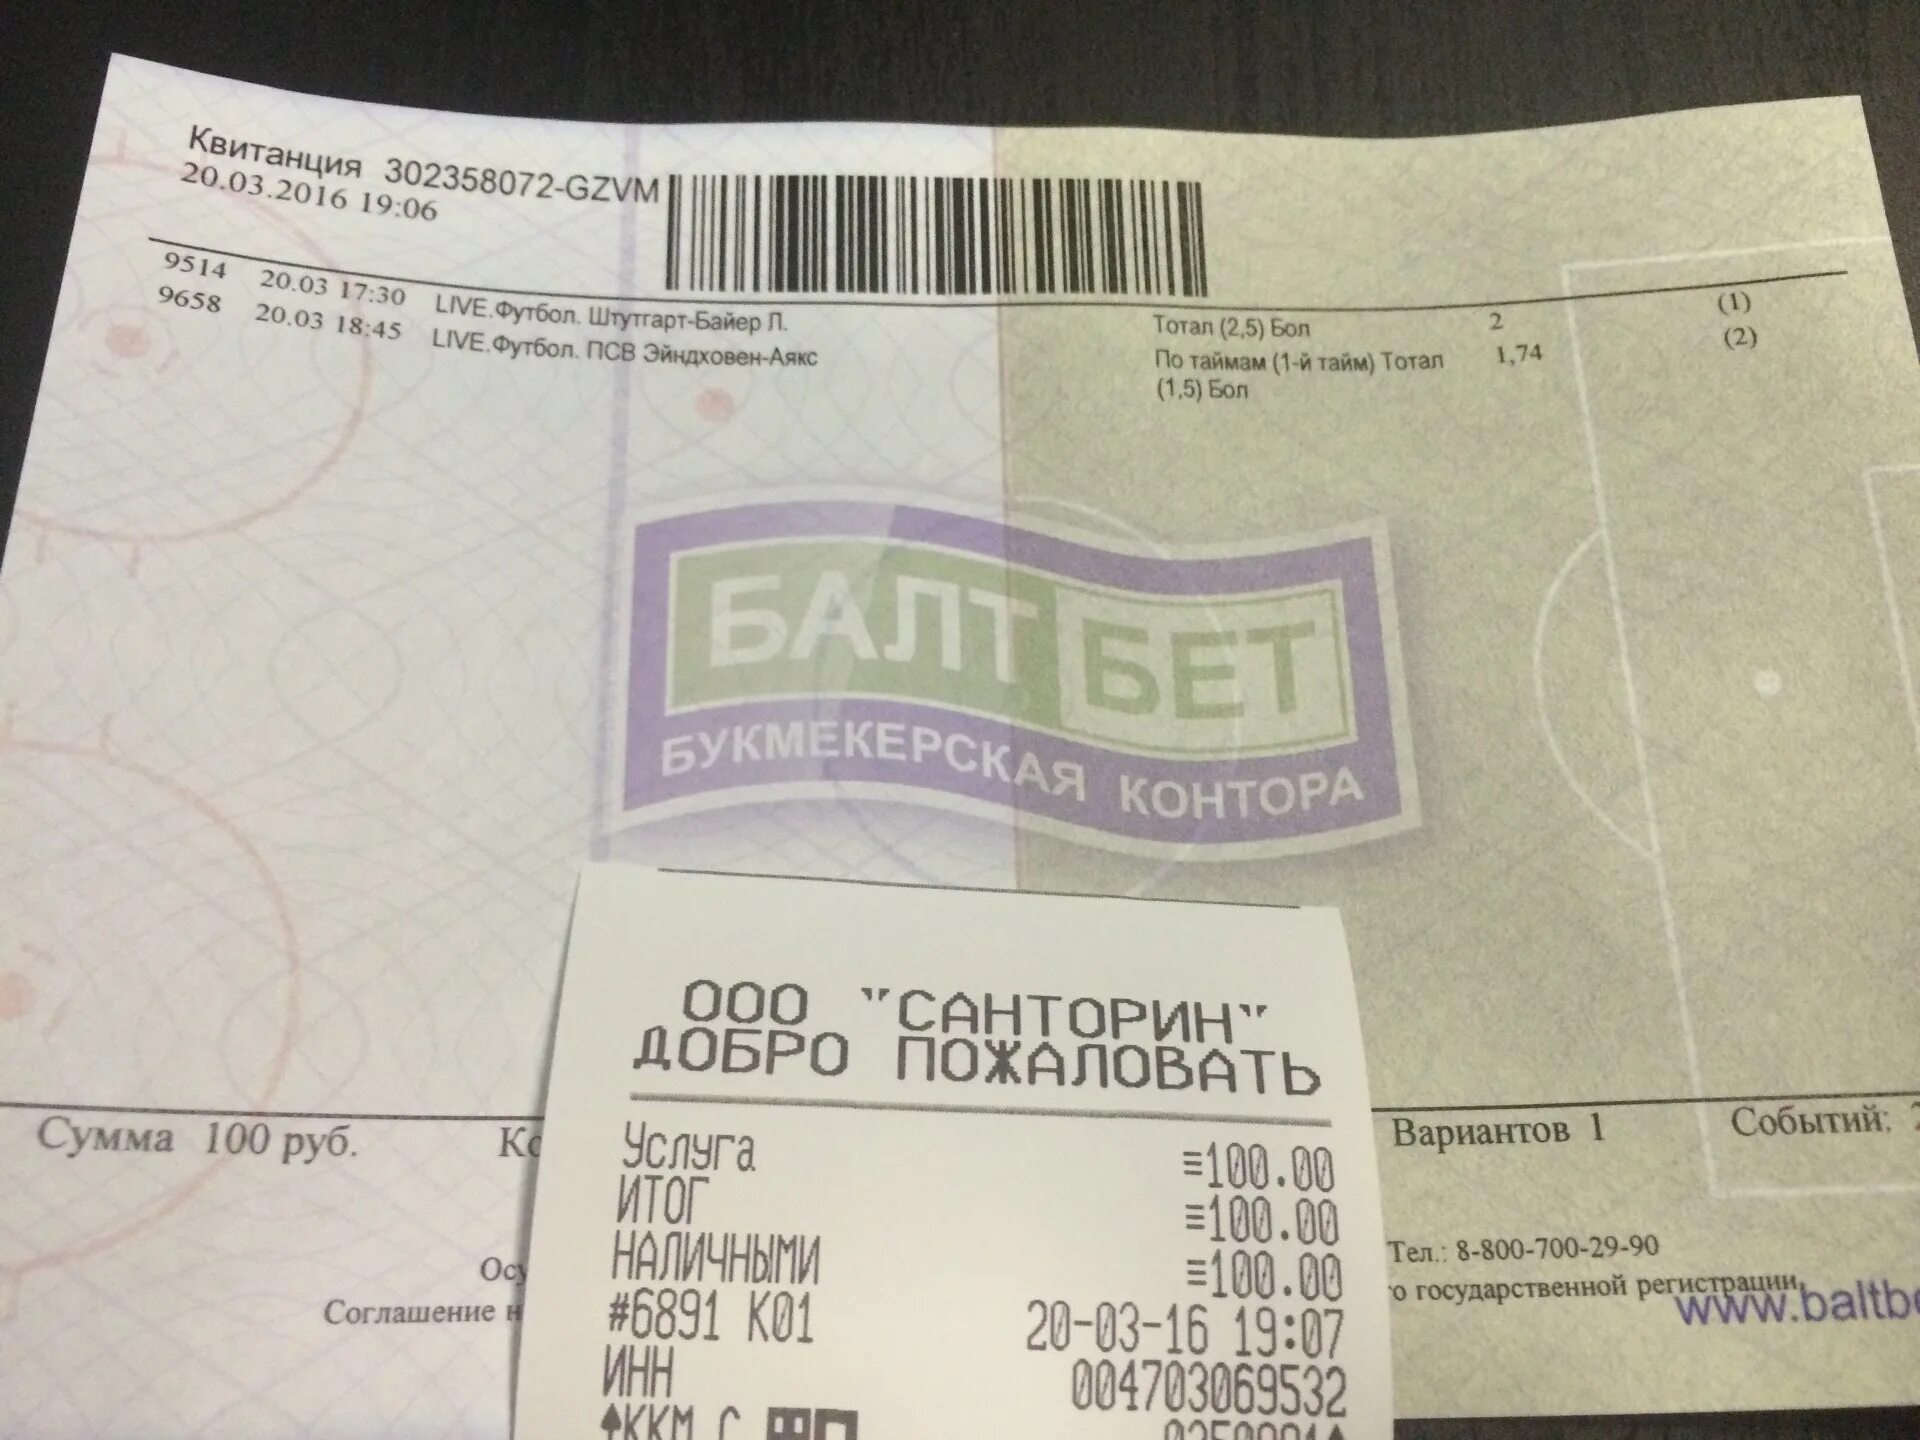 Квитанция 302358072-GZVM
20.03.2016 19:06
9514 20.03 17:30 LIVE.Футбол. Штутгарт-Байер Л. Тотал (2,5) Бол 2 (1)
9658 20.03 18:45 LIVE.Футбол. ПСВ Эйндховен-Аякс По таймам (1-й тайм) Тотал 1,74 (2)
(1,5) Бол
БАЛТ БЕТ
БУКМЕКЕРСКАЯ КОНТОРА
ООО "САНТОРИН"
ДОБРО ПОЖАЛОВАТЬ
Сумма 100 руб. Вариантов 1 Событий:
Услуга ≡100.00
ИТОГ ≡100.00
НАЛИЧНЫМИ ≡100.00
#6891 К01 20-03-16 19:07
ИНН 004703069532
ККМ С
Тел.: 8-800-700-29-90
государственной регистрации.
Соглашение
www.baltbe